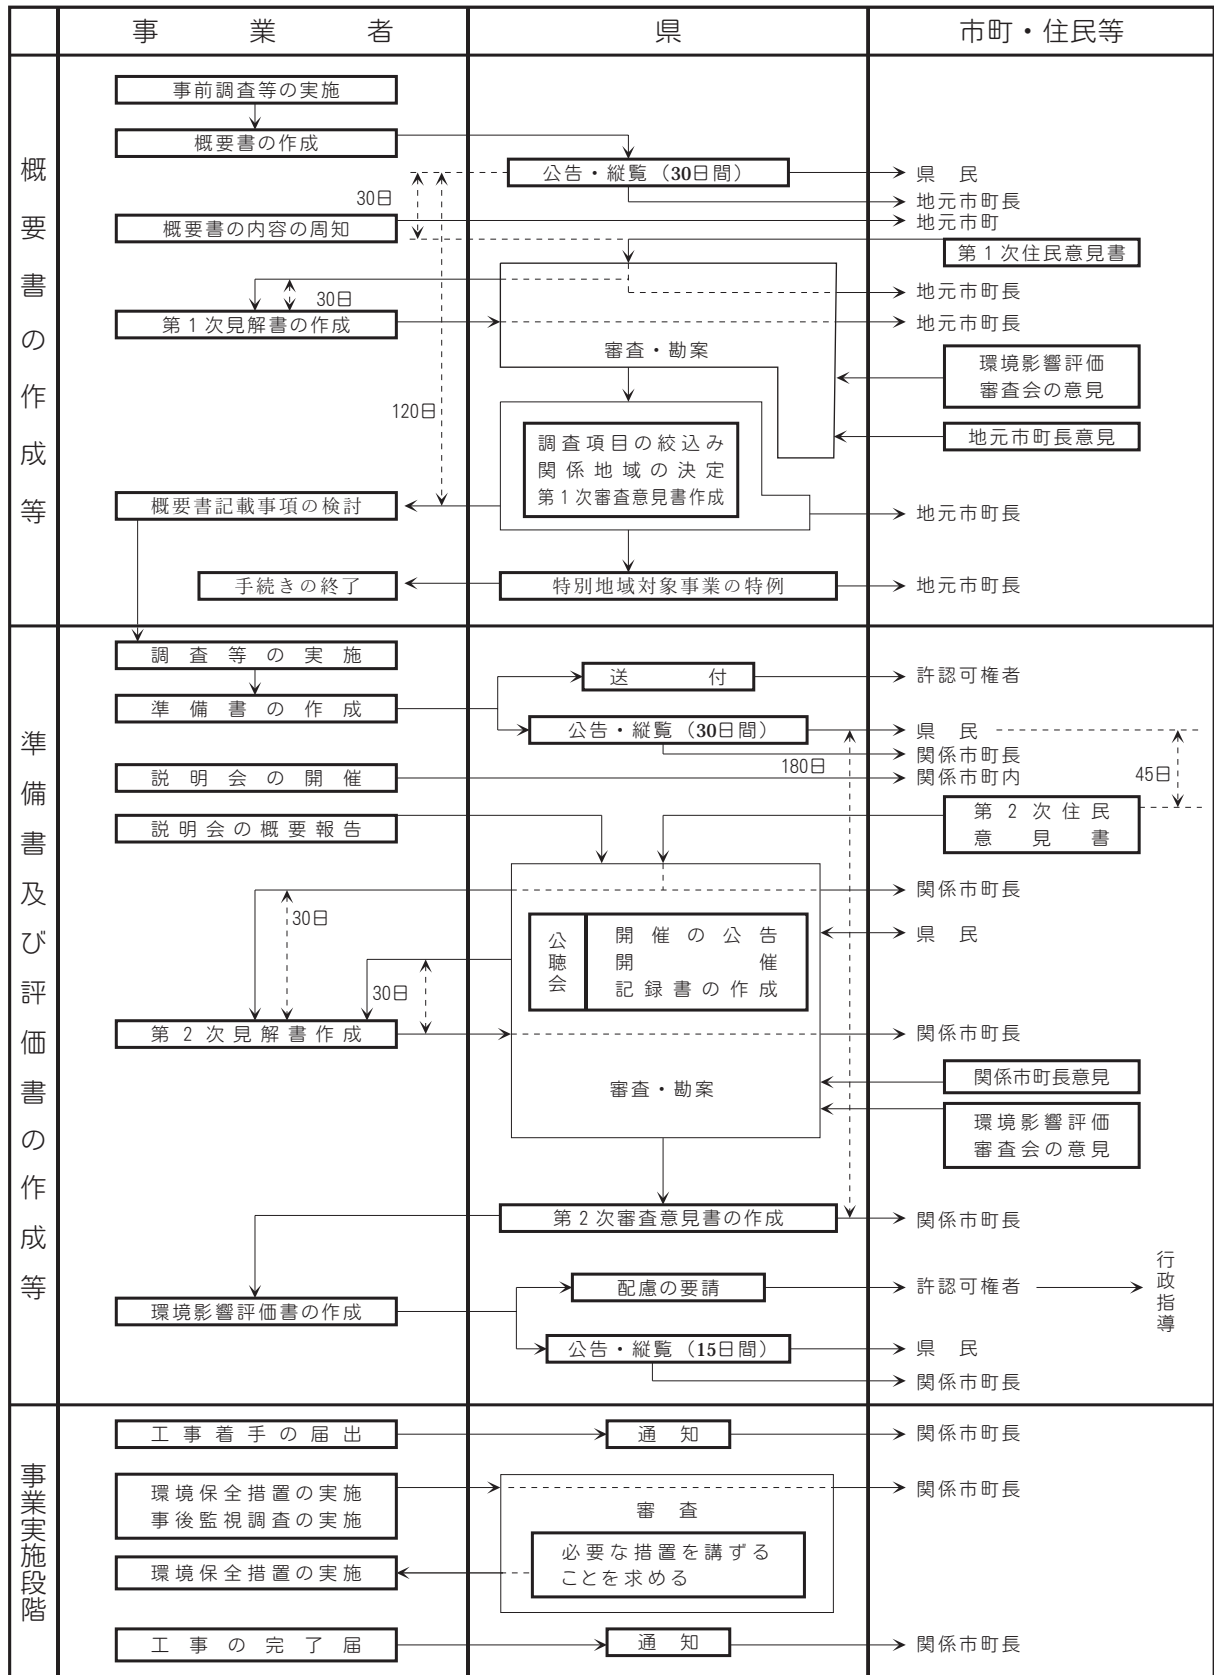 事業者
県
市町・住民等
概要書の作成等
事前調査等の実施
概要書の作成
公告・縦覧（30日間）
県民
地元市町長
30日
概要書の内容の周知
地元市町
第1次住民意見書
地元市町長
30日
第1次見解書の作成
地元市町長
審査・勘案
環境影響評価
審査会の意見
120日
地元市町長意見
調査項目の絞込み
関係地域の決定
第1次審査意見書作成
概要書記載事項の検討
地元市町長
手続きの終了
特別地域対象事業の特例
地元市町長
準備書及び評価書の作成等
調査等の実施
送付
許認可権者
準備書の作成
公告・縦覧（30日間）
県民
関係市町長
180日
45日
説明会の開催
関係市町内
第2次住民
意見書
説明会の概要報告
関係市町長
30日
公聴会
開催の公告
開催
記録書の作成
県民
30日
第2次見解書作成
関係市町長
審査・勘案
関係市町長意見
環境影響評価
審査会の意見
第2次審査意見書の作成
関係市町長
配慮の要請
許認可権者
行政指導
環境影響評価書の作成
公告・縦覧（15日間）
県民
関係市町長
事業実施段階
工事着手の届出
通知
関係市町長
環境保全措置の実施
事後監視調査の実施
関係市町長
審査
必要な措置を講ずる
ことを求める
環境保全措置の実施
工事の完了届
通知
関係市町長